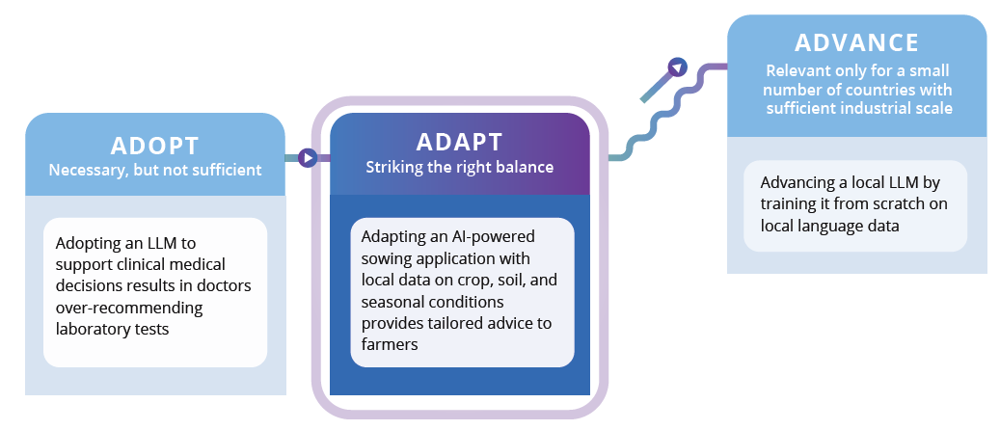 ADOPT
Necessary, but not sufficient
Adopting an LLM to
support clinical medical
decisions results in doctors
over-recommending
laboratory tests
ADAPT
Striking the right balance
Adapting an AI-powered
sowing application with
local data on crop, soil, and
seasonal conditions
provides tailored advice to
farmers
ADVANCE
Relevant only for a small
number of countries with
sufficient industrial scale
Advancing a local LLM by
training it from scratch on
local language data